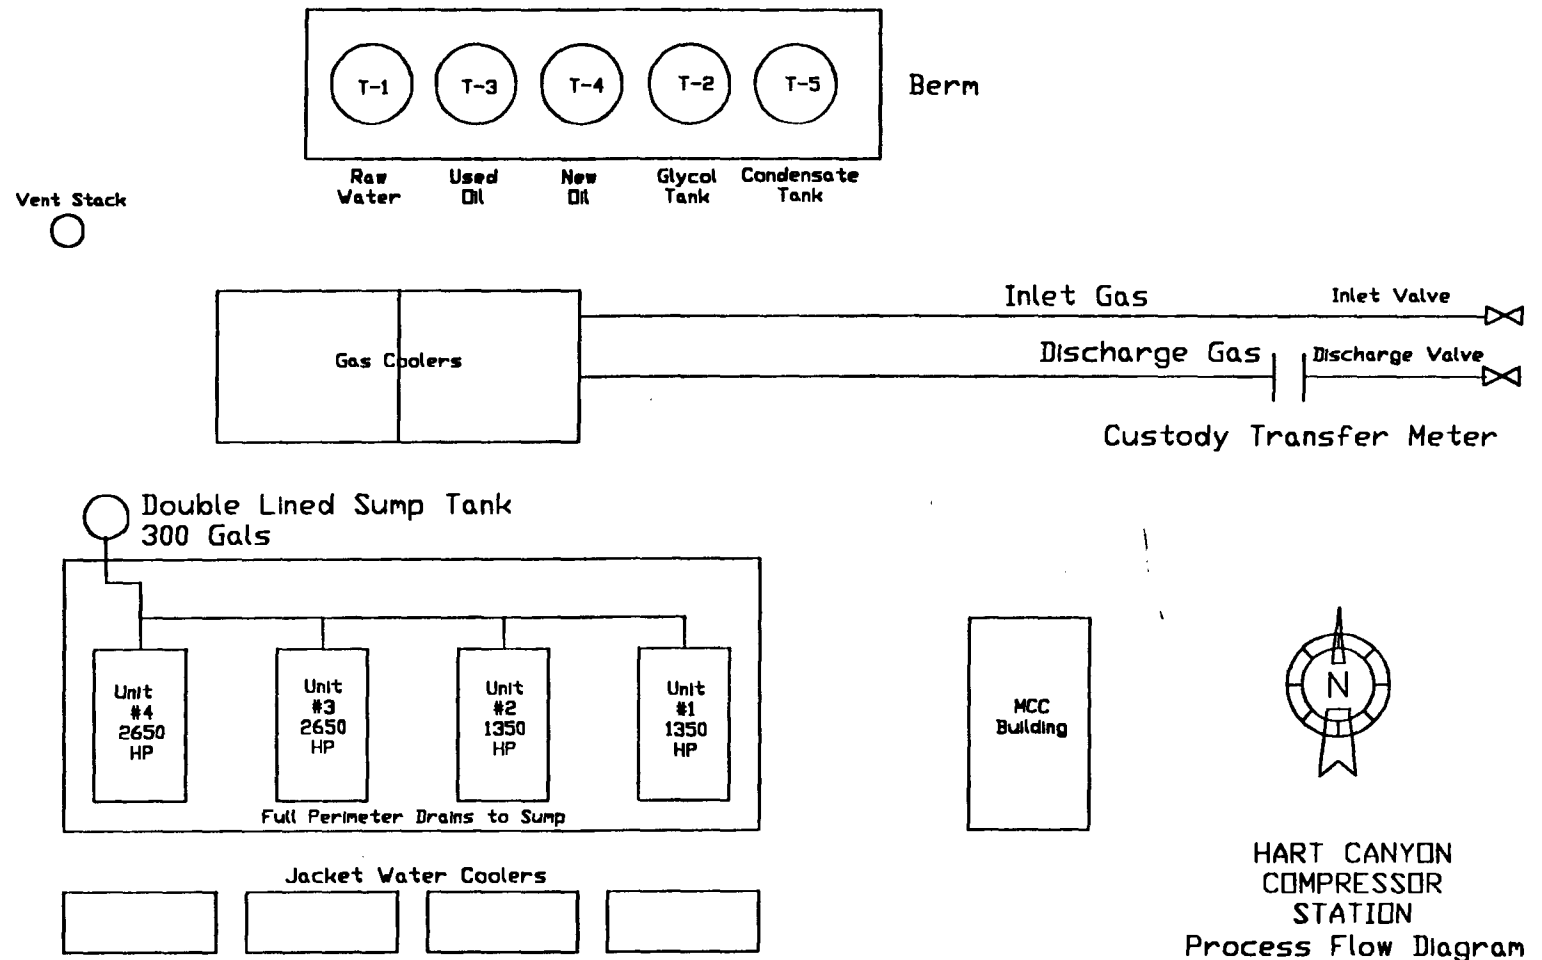 T-1 T-3 T-4 T-2 T-5
Berm
Raw
Water
Used
Oil
New
Oil
Glycol
Tank
Condensate
Tank
Vent Stack
Inlet Gas
Inlet Valve
Gas Coolers
Discharge Gas
Discharge Valve
Custody Transfer Meter
Double Lined Sump Tank
300 Gals
Unit
#4
2650
HP
Unit
#3
2650
HP
Unit
#2
1350
HP
Unit
#1
1350
HP
Full Perimeter Drains to Sump
MCC
Building
N
Jacket Water Coolers
HART CANYON
COMPRESSOR
STATION
Process Flow Diagram